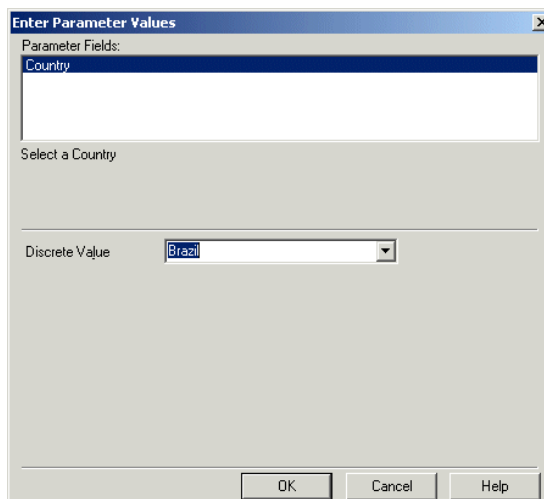 Enter Parameter Values
Parameter Fields:
Country
Select a Country
Discrete Value Brazil
OK Cancel Help